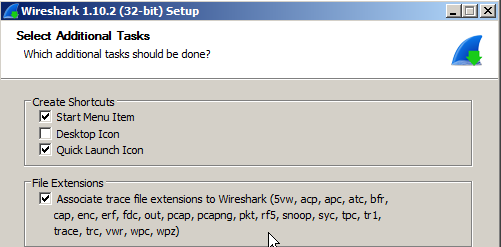 Wireshark 1.10.2 (32-bit) Setup
Select Additional Tasks
Which additional tasks should be done?
Create Shortcuts
Start Menu Item
Desktop Icon
Quick Launch Icon
File Extensions
Associate trace file extensions to Wireshark (5vw, acp, apc, atc, bfr,
cap, enc, erf, fdc, out, pcap, pcapng, pkt, rf5, snoop, syc, tpc, tr1,
trace, trc, vwr, wpc, wpz)